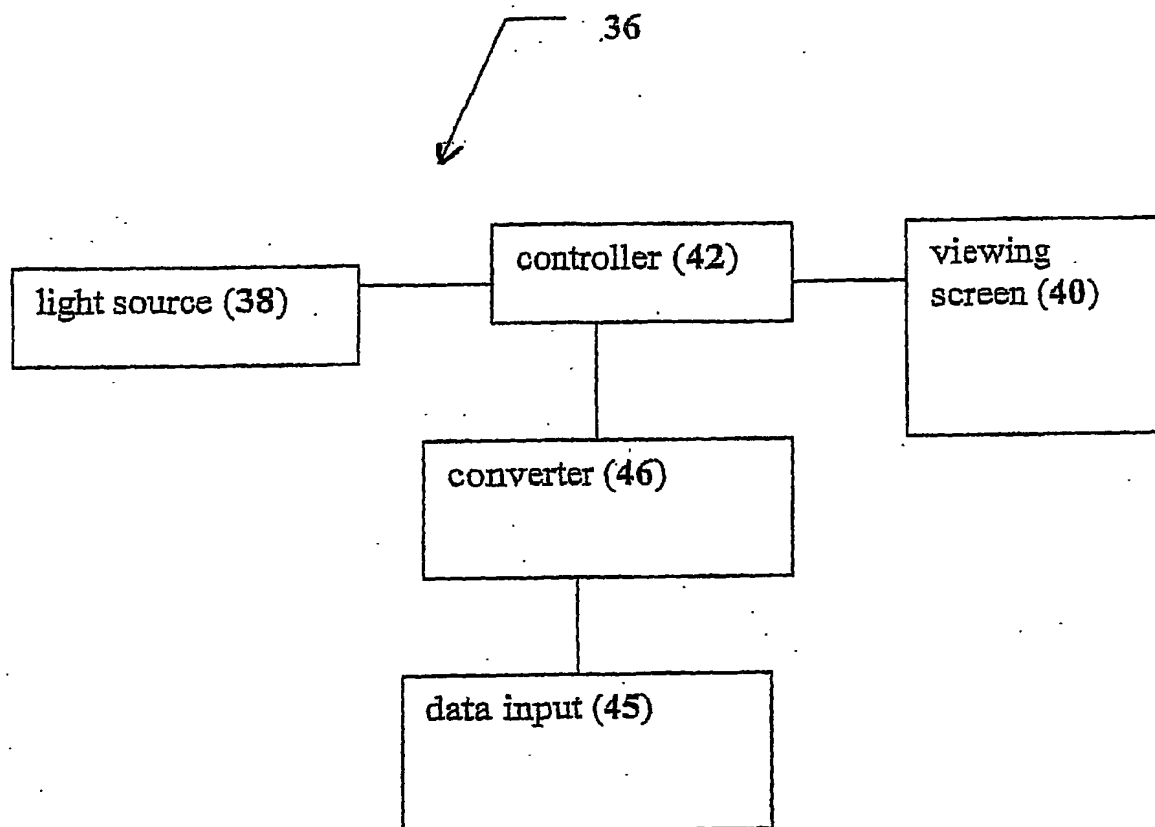 36
controller (42)
viewing
screen (40)
light source (38)
converter (46)
data input (45)